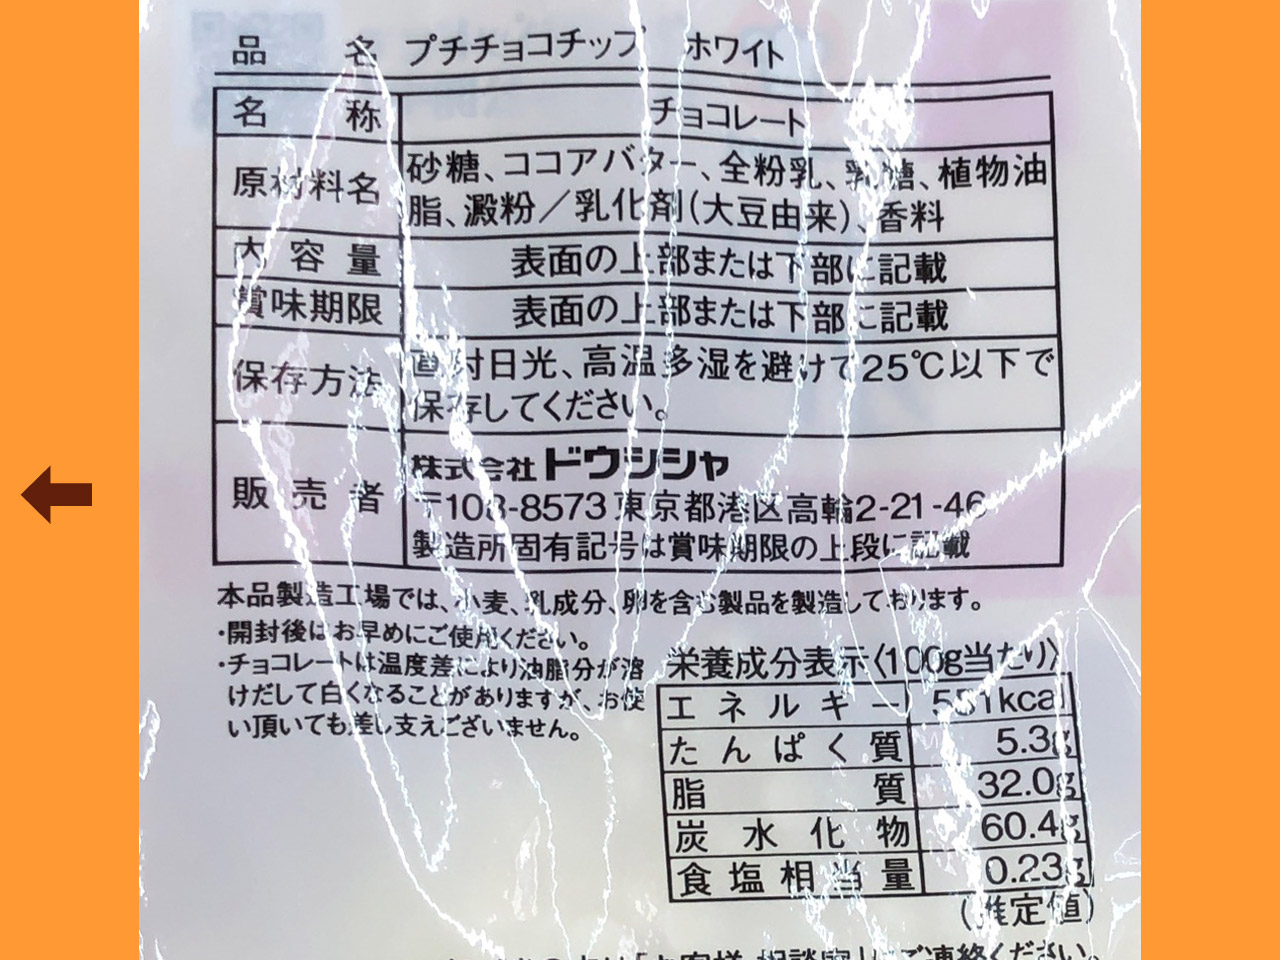 品名 プチチョコチップ ホワイト
名称 チョコレート
原材料名 砂糖、ココアバター、全粉乳、乳糖、植物油
脂、澱粉／乳化剤(大豆由来)、香料
内容量 表面の上部または下部に記載
賞味期限 表面の上部または下部に記載
保存方法 直射日光、高温多湿を避けて25℃以下で
保存してください。
販売者 株式会社 ドウシシャ
〒108-8573 東京都港区高輪2-21-46
製造所固有記号は賞味期限の上段に記載
本品製造工場では、小麦、乳成分、卵を含む製品を製造しております。
・開封後はお早めにご使用ください。
・チョコレートは温度差により油脂分が溶
けだして白くなることがありますが、お使
い頂いても差し支えございません。
栄養成分表示〈100g当たり〉
エネルギー 551kcal
たんぱく質 5.3g
脂質 32.0g
炭水化物 60.4g
食塩相当量 0.23g
(推定値)
「お客様相談室」にご連絡ください。